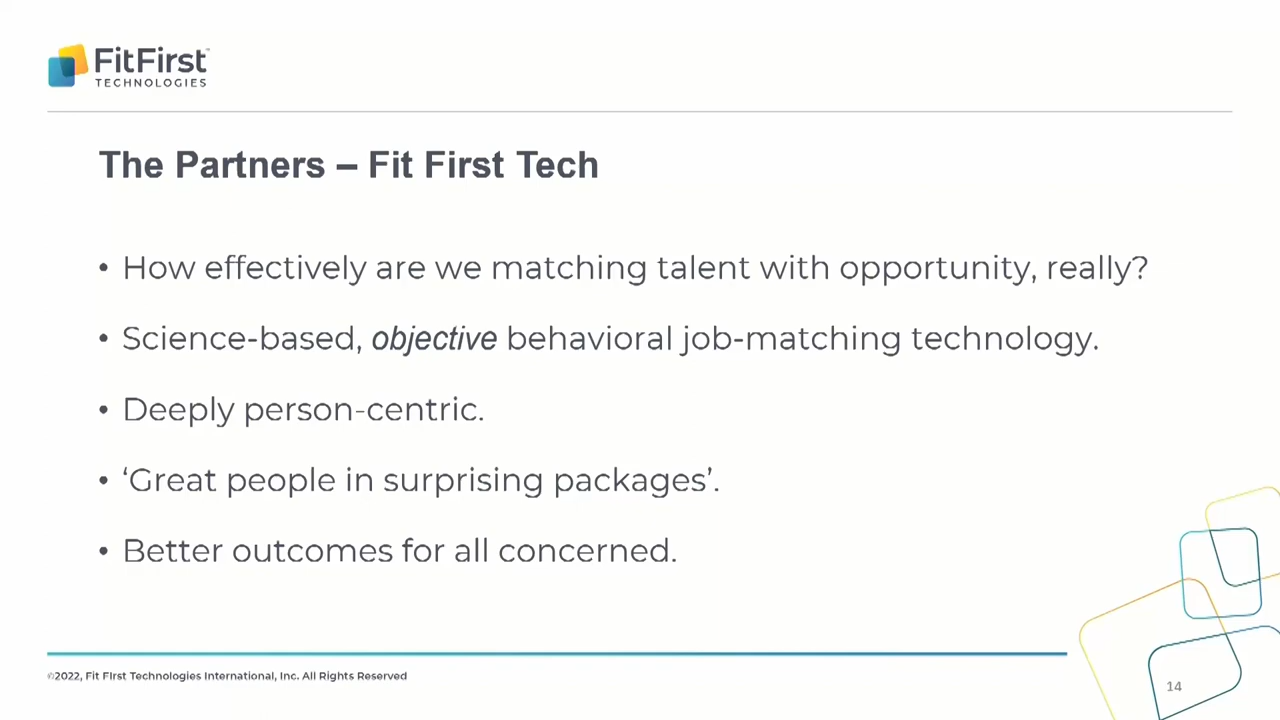 FitFirst™
TECHNOLOGIES
The Partners – Fit First Tech
• How effectively are we matching talent with opportunity, really?
• Science-based, objective behavioral job-matching technology.
• Deeply person-centric.
• ‘Great people in surprising packages’.
• Better outcomes for all concerned.
©2022, Fit FIrst Technologies International, Inc. All Rights Reserved
14